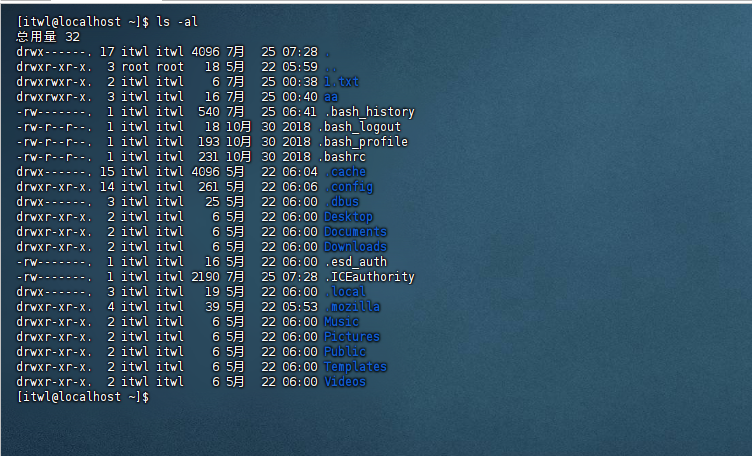 [itwl@localhost ~]$ ls -al
总用量 32
drwx------. 17 itwl itwl 4096 7月  25 07:28 .
drwxr-xr-x.  3 root root   18 5月  22 05:59 ..
drwxrwxr-x.  2 itwl itwl    6 7月  25 00:38 1.txt
drwxrwxr-x.  3 itwl itwl   16 7月  25 00:40 aa
-rw-------.  1 itwl itwl  540 7月  25 06:41 .bash_history
-rw-r--r--.  1 itwl itwl   18 10月 30 2018 .bash_logout
-rw-r--r--.  1 itwl itwl  193 10月 30 2018 .bash_profile
-rw-r--r--.  1 itwl itwl  231 10月 30 2018 .bashrc
drwx------. 15 itwl itwl 4096 5月  22 06:04 .cache
drwxr-xr-x. 14 itwl itwl  261 5月  22 06:06 .config
drwx------.  3 itwl itwl   25 5月  22 06:00 .dbus
drwxr-xr-x.  2 itwl itwl    6 5月  22 06:00 Desktop
drwxr-xr-x.  2 itwl itwl    6 5月  22 06:00 Documents
drwxr-xr-x.  2 itwl itwl    6 5月  22 06:00 Downloads
-rw-------.  1 itwl itwl   16 5月  22 06:00 .esd_auth
-rw-------.  1 itwl itwl 2190 7月  25 07:28 .ICEauthority
drwx------.  3 itwl itwl   19 5月  22 06:00 .local
drwxr-xr-x.  4 itwl itwl   39 5月  22 05:53 .mozilla
drwxr-xr-x.  2 itwl itwl    6 5月  22 06:00 Music
drwxr-xr-x.  2 itwl itwl    6 5月  22 06:00 Pictures
drwxr-xr-x.  2 itwl itwl    6 5月  22 06:00 Public
drwxr-xr-x.  2 itwl itwl    6 5月  22 06:00 Templates
drwxr-xr-x.  2 itwl itwl    6 5月  22 06:00 Videos
[itwl@localhost ~]$